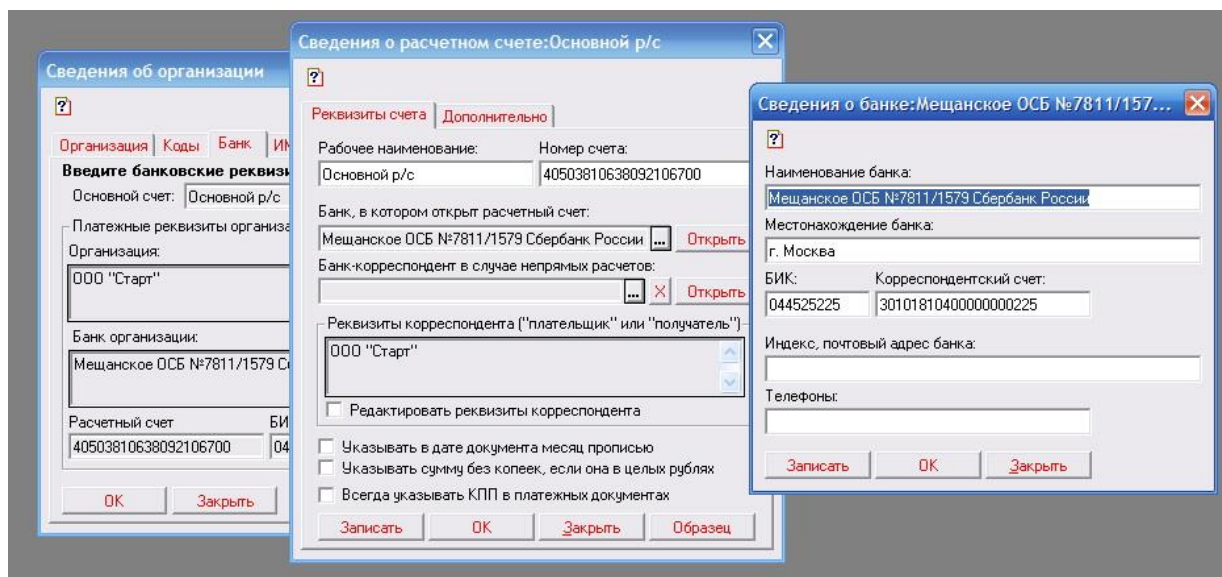 Сведения об организации
Организация Коды Банк
Введите банковские
Основной счет: Основной р/с
Платежные реквизиты
Организация:
ООО "Старт"
Банк организации:
Мещанское ОСБ №7811/1579
Расчетный счет
40503810638092106700
ОК Закрыть
Сведения о расчетном счете:Основной р/с
Реквизиты счета Дополнительно
Рабочее наименование: Номер счета:
Основной р/с 40503810638092106700
Банк, в котором открыт расчетный счет:
Мещанское ОСБ №7811/1579 Сбербанк России ... Открыть
Банк-корреспондент в случае непрямых расчетов:
... X Открыть
Реквизиты корреспондента ("плательщик" или "получатель")
ООО "Старт"
Редактировать реквизиты корреспондента
Указывать в дате документа месяц прописью
Указывать сумму без копеек, если она в целых рублях
Всегда указывать КПП в платежных документах
Записать ОК Закрыть Образец
Сведения о банке:Мещанское ОСБ №7811/157...
Наименование банка:
Мещанское ОСБ №7811/1579 Сбербанк России
Местонахождение банка:
г. Москва
БИК: Корреспондентский счет:
044525225 30101810400000000225
Индекс, почтовый адрес банка:
Телефоны:
Записать ОК Закрыть